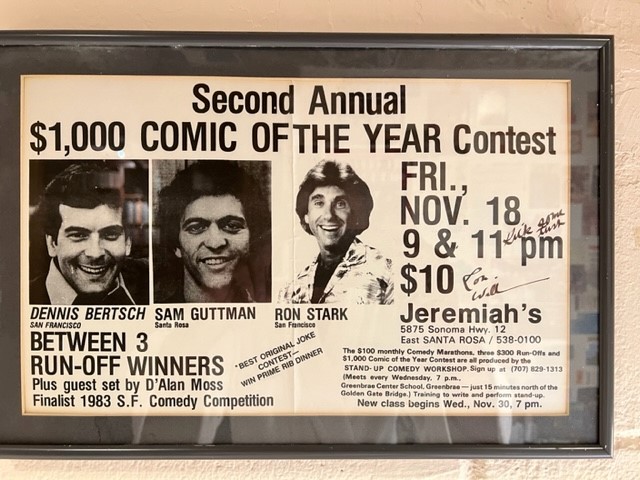 Second Annual
$1,000 COMIC OF THE YEAR Contest
FRI.,
NOV. 18
9 & 11 pm
$10
Jeremiah's
5875 Sonoma Hwy. 12
East SANTA ROSA / 538-0100
DENNIS BERTSCH
SAN FRANCISCO
SAM GUTTMAN
Santa Rosa
RON STARK
San Francisco
BETWEEN 3
RUN-OFF WINNERS
Plus guest set by D'Alan Moss
Finalist 1983 S.F. Comedy Competition
"BEST ORIGINAL JOKE
CONTEST—
WIN PRIME RIB DINNER
The $100 monthly Comedy Marathons, three $300 Run-Offs and
$1,000 Comic of the Year Contest are all produced by the
STAND-UP COMEDY WORKSHOP. Sign up at (707) 829-1313
(Meets every Wednesday, 7 p.m.,
Greenbrae Center School, Greenbrae — just 15 minutes north of the
Golden Gate Bridge.) Training to write and perform stand-up.
New class begins Wed., Nov. 30, 7 pm.